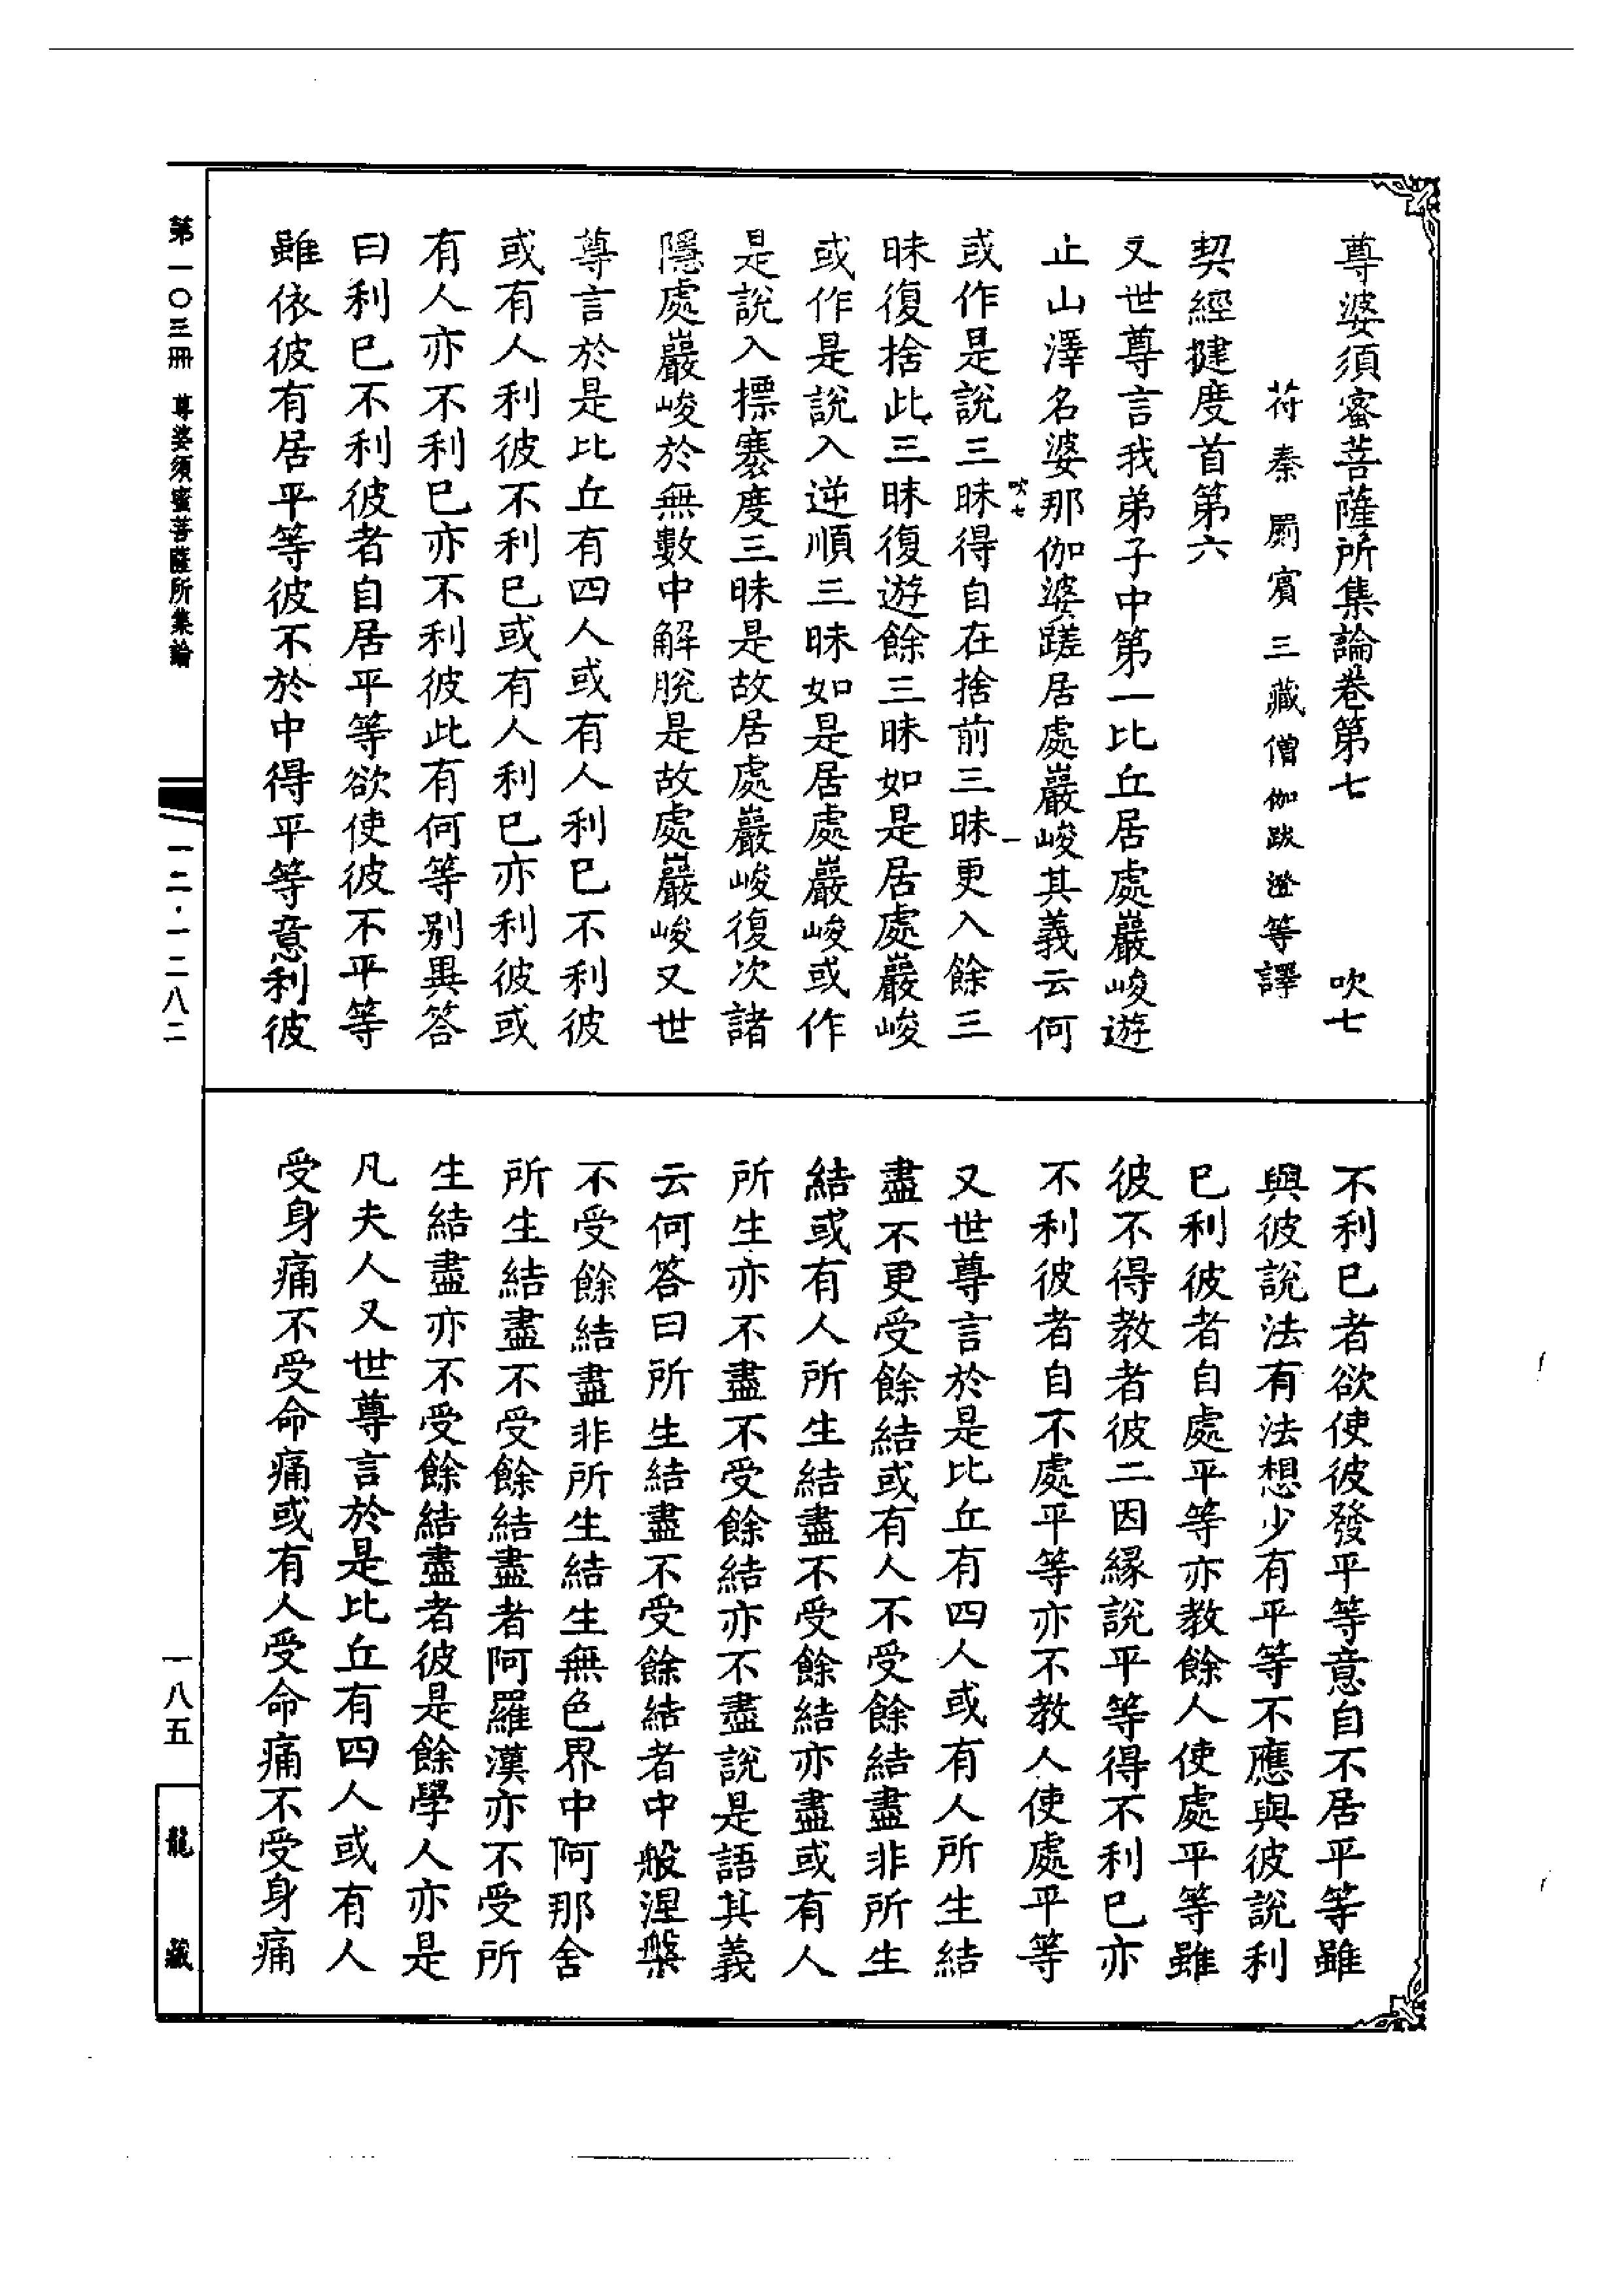 尊婆須蜜菩薩所集論卷第七　吹七
苻秦罽賓三藏僧伽跋澄等譯
契經揵度首第六
又世尊言我弟子中第一比丘居處巖峻遊
止山澤名婆那伽婆蹉居處巖峻其義云何
或作是說三昧得自在捨前三昧更入餘三
昧復捨此三昧復遊餘三昧如是居處巖峻
或作是說入逆順三昧如是居處巖峻或作
是說入摽褰度三昧是故居處巖峻復次諸
隱處巖峻於無數中解脫是故處巖峻又世
尊言於是比丘有四人或有人利巳不利彼
或有人利彼不利巳或有人利巳亦利彼或
有人亦不利巳亦不利彼此有何等別異答
曰利巳不利彼者自居平等欲使彼不平等
雖依彼有居平等彼不於中得平等意利彼
不利巳者欲使彼發平等意自不居平等雖
與彼說法有法想少有平等不應與彼說利
巳利彼者自處平等亦教餘人使處平等雖
彼不得教者彼二因緣說平等得不利巳亦
不利彼者自不處平等亦不教人使處平等
又世尊言於是比丘有四人或有人所生結
盡不更受餘結或有人不受餘結盡非所生
結或有人所生結盡不受餘結亦盡或有人
所生亦不盡不受餘結亦不盡說是語其義
云何答曰所生結盡不受餘結者中般涅槃
不受餘結盡非所生結生無色界中阿那舍
所生結盡不受餘結盡者阿羅漢亦不受所
生結盡亦不受餘結盡者彼是餘學人亦是
凡夫人又世尊言於是比丘有四人或有人
受身痛不受命痛或有人受命痛不受身痛
吹七
一
第一〇三冊　尊婆須蜜菩薩所集論
一二·一二八二
一八五
龍藏